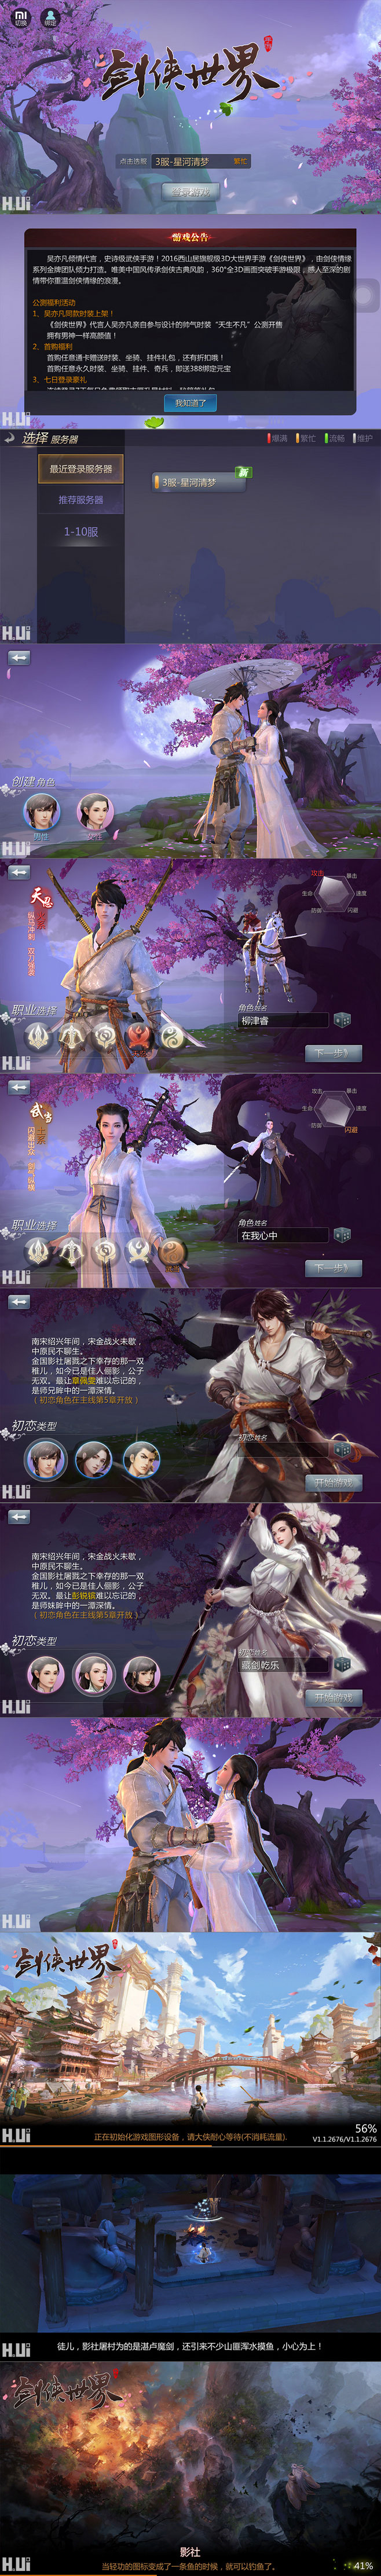 MI
切换
绑定
剑侠世界
点击选服
3服-星河清梦
繁忙
登录游戏
H.Ui
游戏公告
吴亦凡倾情代言，史诗级武侠手游！2016西山居旗舰级3D大世界手游《剑侠世界》，由剑侠情缘
系列金牌团队倾力打造。唯美中国风传承剑侠古典风韵，360°全3D画面突破手游极限，感人至深的剧
情带你重温剑侠情缘的浪漫。
公测福利活动
1、吴亦凡同款时装上架！
《剑侠世界》代言人吴亦凡亲自参与设计的帅气时装“天生不凡”公测开售
拥有男神一样高颜值！
2、首购福利
首购任意通卡赠送时装、坐骑、挂件礼包，还有折扣哦！
首购任意永久时装、坐骑、挂件、奇兵，即送388绑定元宝
3、七日登录豪礼
我知道了
H.Ui
选择 服务器
爆满
繁忙
流畅
维护
最近登录服务器
3服-星河清梦
新
推荐服务器
1-10服
H.Ui
创建 角色
男性
女性
H.Ui
天忍
纵马冲刺 双刀强袭
攻击
暴击
生命
速度
防御
闪避
职业选择
角色姓名
柳津睿
下一步》
H.Ui
武当
闪避出众 剑气纵横
攻击
暴击
生命
速度
防御
闪避
职业选择
角色姓名
在我心中
下一步》
H.Ui
南宋绍兴年间，宋金战火未歇，
中原民不聊生。
金国影社屠戮之下幸存的那一双
稚儿，如今已是佳人俪影，公子
无双。最让章佩雯难以忘记的，
是师兄眸中的一潭深情。
（ 初恋角色在主线第5章开放 ）
初恋类型
初恋姓名
开始游戏
H.Ui
南宋绍兴年间，宋金战火未歇，
中原民不聊生。
金国影社屠戮之下幸存的那一双
稚儿，如今已是佳人俪影，公子
无双。最让彭锐镔难以忘记的，
是师妹眸中的一潭深情。
（ 初恋角色在主线第5章开放 ）
初恋类型
初恋姓名
藏剑乾乐
开始游戏
H.Ui
H.Ui
剑侠世界
56%
正在初始化游戏图形设备，请大侠耐心等待(不消耗流量).
V1.1.2676/V1.1.2676
H.Ui
徒儿，影社屠村为的是湛卢魔剑，还引来不少山匪浑水摸鱼，小心为上！
H.Ui
剑侠世界
影社
当轻功的图标变成了一条鱼的时候，就可以钓鱼了。
41%
H.Ui